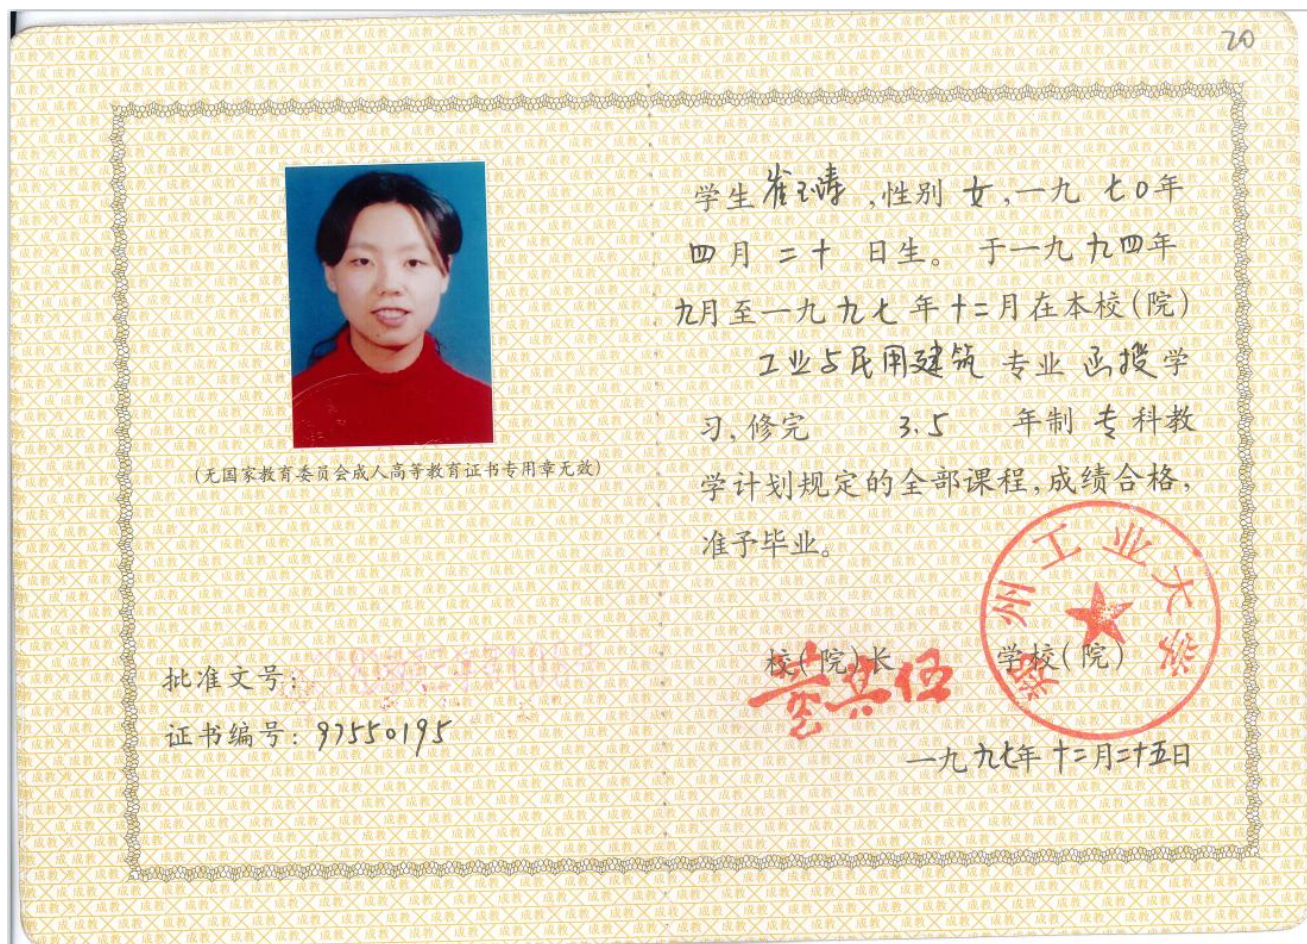 20
(无国家教育委员会成人高等教育证书专用章无效)
批准文号:
证书编号: 97550195
学生崔玉涛,性别 女,一九 七〇年
四月 二十 日生。于一九 九四年
九月至一九 九七 年十二月在本校(院)
工业与民用建筑 专业 函授学
习,修完 3.5 年制 专 科教
学计划规定的全部课程,成绩合格,
准予毕业。
校(院)长 学校(院)
郑州工业大学
一九 九七年 十二月二十五日